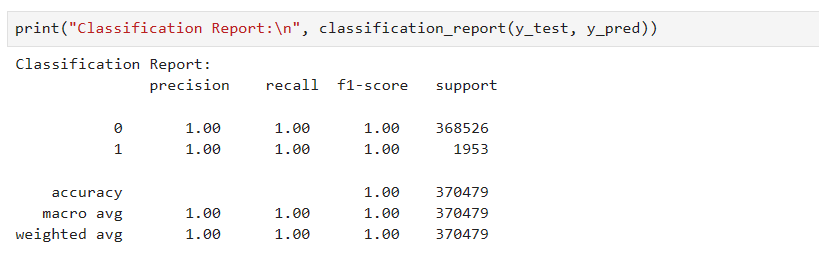 print("Classification Report:\n", classification_report(y_test, y_pred))
Classification Report:
precision recall f1-score support
0 1.00 1.00 1.00 368526
1 1.00 1.00 1.00 1953
accuracy 1.00 370479
macro avg 1.00 1.00 1.00 370479
weighted avg 1.00 1.00 1.00 370479